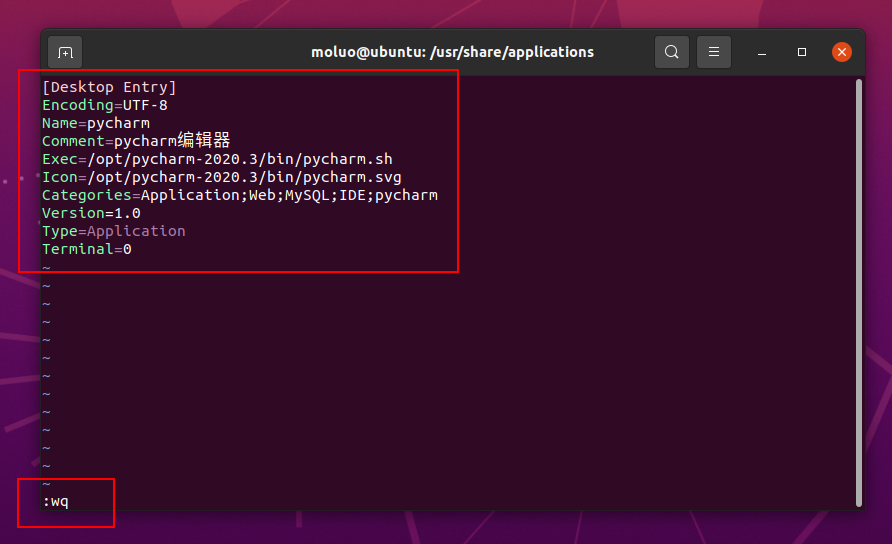 moluo@ubuntu: /usr/share/applications
[Desktop Entry]
Encoding=UTF-8
Name=pycharm
Comment=pycharm编辑器
Exec=/opt/pycharm-2020.3/bin/pycharm.sh
Icon=/opt/pycharm-2020.3/bin/pycharm.svg
Categories=Application;Web;MySQL;IDE;pycharm
Version=1.0
Type=Application
Terminal=0
~
~
~
~
~
~
~
~
~
~
~
~
~
:wq